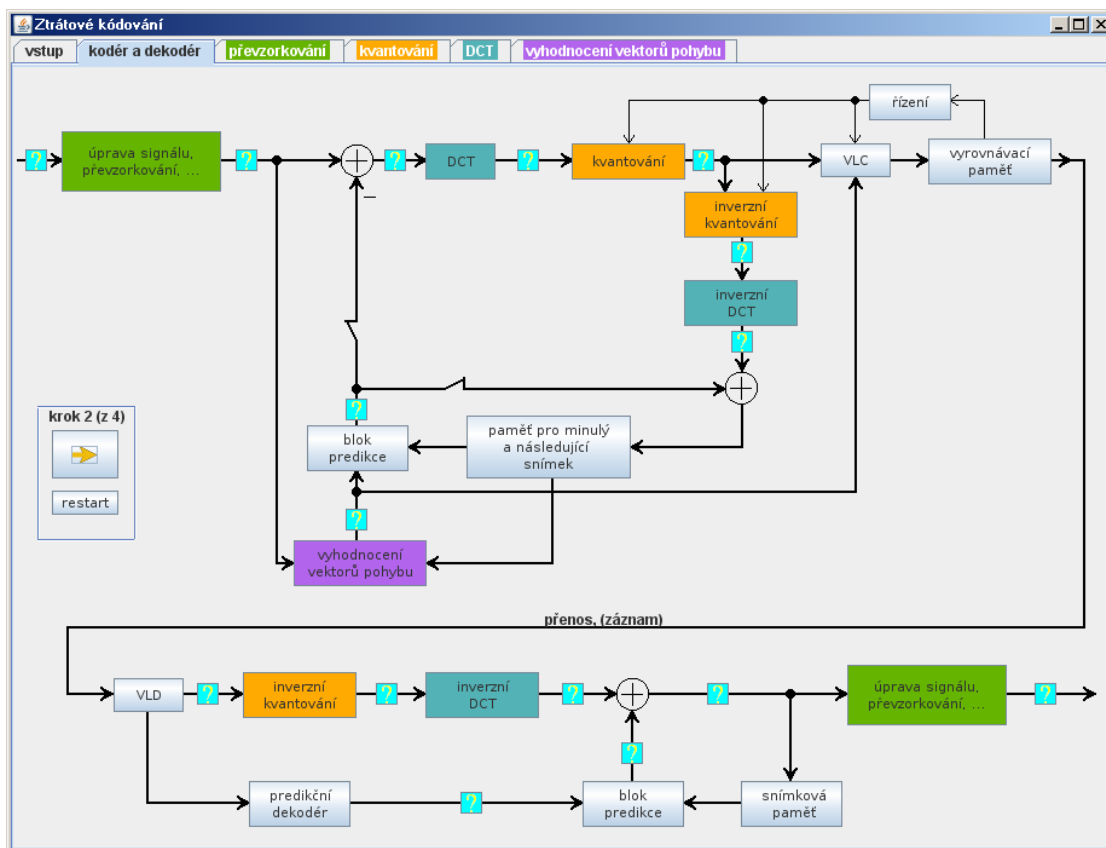 Ztrátové kódování
vstup
kodér a dekodér
převzorkování
kvantování
DCT
vyhodnocení vektorů pohybu
řízení
?
úprava signálu,
převzorkování, ...
?
?
DCT
?
kvantování
?
VLC
vyrovnávací
paměť
–
inverzní
kvantování
?
inverzní
DCT
?
krok 2 (z 4)
restart
?
blok
predikce
paměť pro minulý
a následující
snímek
?
vyhodnocení
vektorů pohybu
přenos, (záznam)
VLD
?
inverzní
kvantování
?
inverzní
DCT
?
?
úprava signálu,
převzorkování, ...
?
?
predikční
dekodér
?
blok
predikce
snímková
paměť